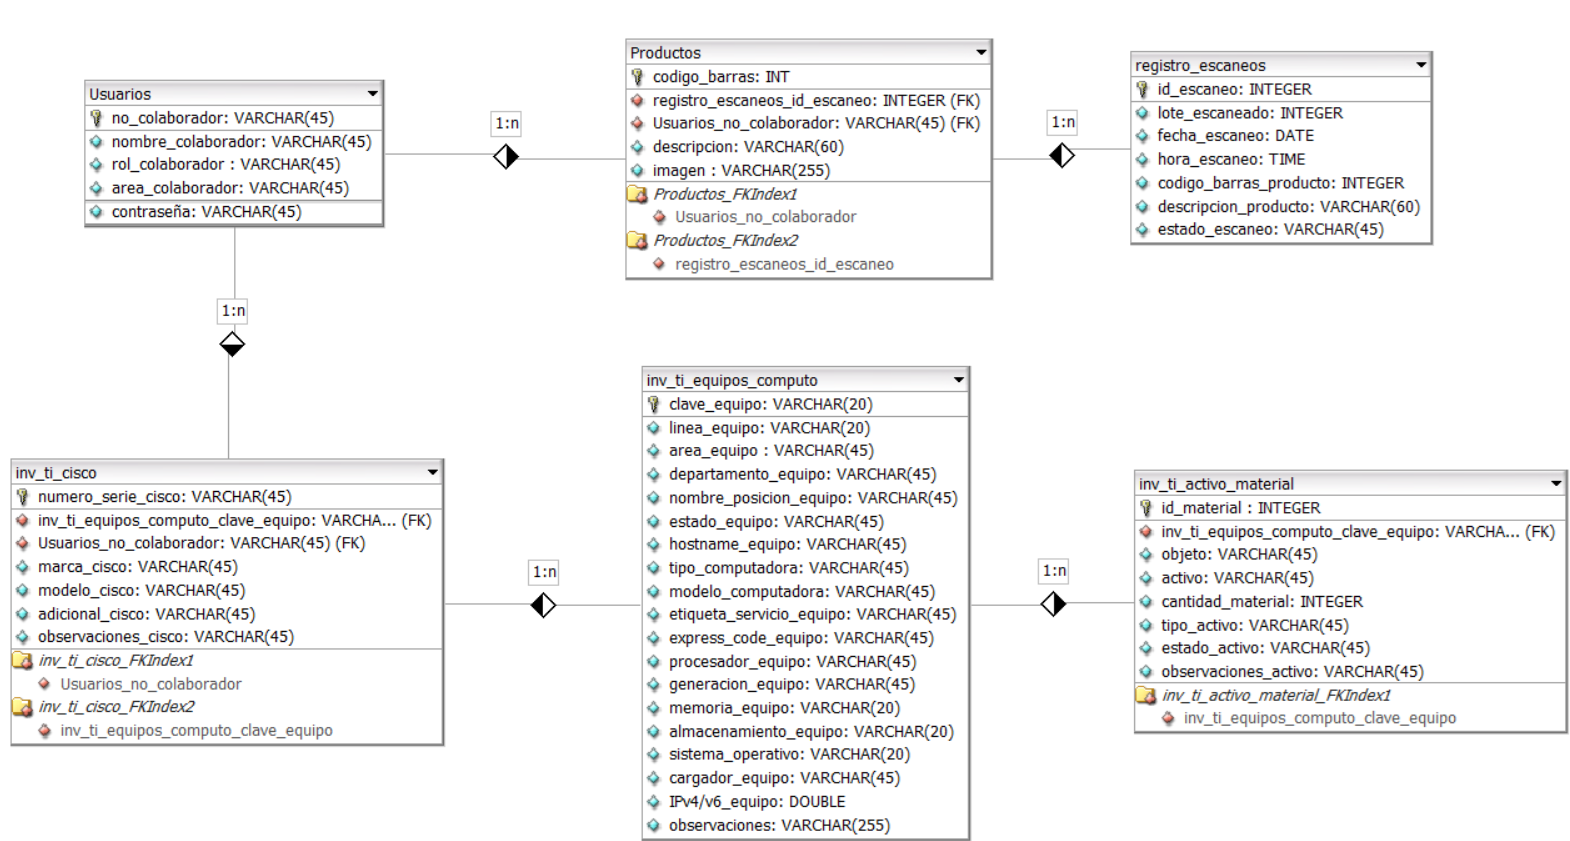 Usuarios
no_colaborador: VARCHAR(45)
nombre_colaborador: VARCHAR(45)
rol_colaborador : VARCHAR(45)
area_colaborador: VARCHAR(45)
contraseña: VARCHAR(45)
1:n
Productos
codigo_barras: INT
registro_escaneos_id_escaneo: INTEGER (FK)
Usuarios_no_colaborador: VARCHAR(45) (FK)
descripcion: VARCHAR(60)
imagen : VARCHAR(255)
Productos_FKIndex1
Usuarios_no_colaborador
Productos_FKIndex2
registro_escaneos_id_escaneo
1:n
registro_escaneos
id_escaneo: INTEGER
lote_escaneado: INTEGER
fecha_escaneo: DATE
hora_escaneo: TIME
codigo_barras_producto: INTEGER
descripcion_producto: VARCHAR(60)
estado_escaneo: VARCHAR(45)
1:n
inv_ti_cisco
numero_serie_cisco: VARCHAR(45)
inv_ti_equipos_computo_clave_equipo: VARCHA... (FK)
Usuarios_no_colaborador: VARCHAR(45) (FK)
marca_cisco: VARCHAR(45)
modelo_cisco: VARCHAR(45)
adicional_cisco: VARCHAR(45)
observaciones_cisco: VARCHAR(45)
inv_ti_cisco_FKIndex1
Usuarios_no_colaborador
inv_ti_cisco_FKIndex2
inv_ti_equipos_computo_clave_equipo
1:n
inv_ti_equipos_computo
clave_equipo: VARCHAR(20)
linea_equipo: VARCHAR(20)
area_equipo : VARCHAR(45)
departamento_equipo: VARCHAR(45)
nombre_posicion_equipo: VARCHAR(45)
estado_equipo: VARCHAR(45)
hostname_equipo: VARCHAR(45)
tipo_computadora: VARCHAR(45)
modelo_computadora: VARCHAR(45)
etiqueta_servicio_equipo: VARCHAR(45)
express_code_equipo: VARCHAR(45)
procesador_equipo: VARCHAR(45)
generacion_equipo: VARCHAR(45)
memoria_equipo: VARCHAR(20)
almacenamiento_equipo: VARCHAR(20)
sistema_operativo: VARCHAR(20)
cargador_equipo: VARCHAR(45)
IPv4/v6_equipo: DOUBLE
observaciones: VARCHAR(255)
1:n
inv_ti_activo_material
id_material : INTEGER
inv_ti_equipos_computo_clave_equipo: VARCHA... (FK)
objeto: VARCHAR(45)
activo: VARCHAR(45)
cantidad_material: INTEGER
tipo_activo: VARCHAR(45)
estado_activo: VARCHAR(45)
observaciones_activo: VARCHAR(45)
inv_ti_activo_material_FKIndex1
inv_ti_equipos_computo_clave_equipo